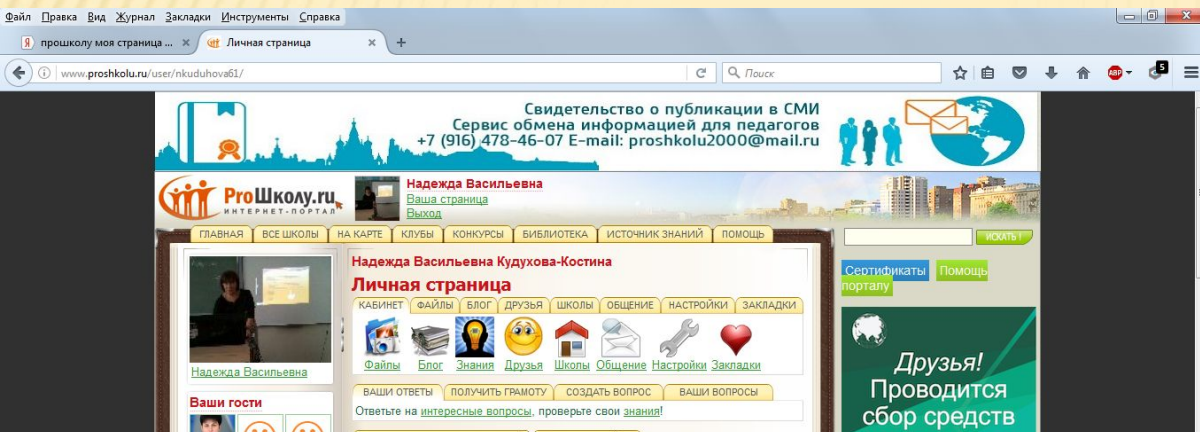 Файл Правка Вид Журнал Закладки Инструменты Справка
прошколу моя страница ...
Личная страница
www.proshkolu.ru/user/nkuduhova61/
Поиск
ABP
5
Свидетельство о публикации в СМИ
Сервис обмена информацией для педагогов
+7 (916) 478-46-07 E-mail: proshkolu2000@mail.ru
ProШколу.ru
ИНТЕРНЕТ-ПОРТАЛ
Надежда Васильевна
Ваша страница
Выход
ГЛАВНАЯ ВСЕ ШКОЛЫ НА КАРТЕ КЛУБЫ КОНКУРСЫ БИБЛИОТЕКА ИСТОЧНИК ЗНАНИЙ ПОМОЩЬ
ИСКАТЬ !
Надежда Васильевна
Ваши гости
Надежда Васильевна Кудухова-Костина
Личная страница
КАБИНЕТ ФАЙЛЫ БЛОГ ДРУЗЬЯ ШКОЛЫ ОБЩЕНИЕ НАСТРОЙКИ ЗАКЛАДКИ
Файлы Блог Знания Друзья Школы Общение Настройки Закладки
ВАШИ ОТВЕТЫ ПОЛУЧИТЬ ГРАМОТУ СОЗДАТЬ ВОПРОС ВАШИ ВОПРОСЫ
Ответьте на интересные вопросы, проверьте свои знания!
Сертификаты Помощь
порталу
Друзья!
Проводится
сбор средств